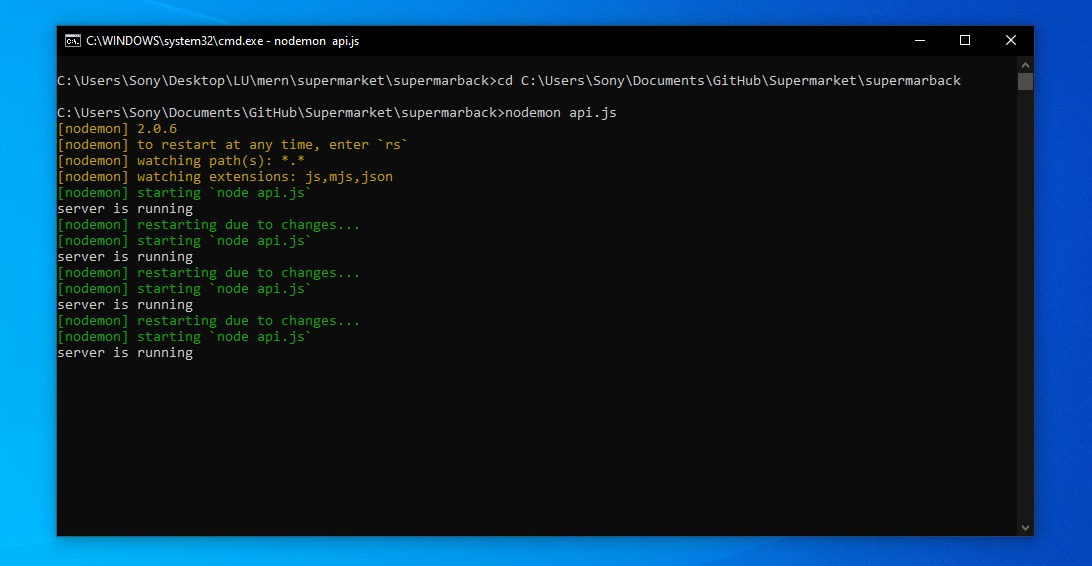 C:\WINDOWS\system32\cmd.exe - nodemon  api.js
C:\Users\Sony\Desktop\LU\mern\supermarket\supermarback>cd C:\Users\Sony\Documents\GitHub\Supermarket\supermarback
C:\Users\Sony\Documents\GitHub\Supermarket\supermarback>nodemon api.js
[nodemon] 2.0.6
[nodemon] to restart at any time, enter `rs`
[nodemon] watching path(s): *.*
[nodemon] watching extensions: js,mjs,json
[nodemon] starting `node api.js`
server is running
[nodemon] restarting due to changes...
[nodemon] starting `node api.js`
server is running
[nodemon] restarting due to changes...
[nodemon] starting `node api.js`
server is running
[nodemon] restarting due to changes...
[nodemon] starting `node api.js`
server is running